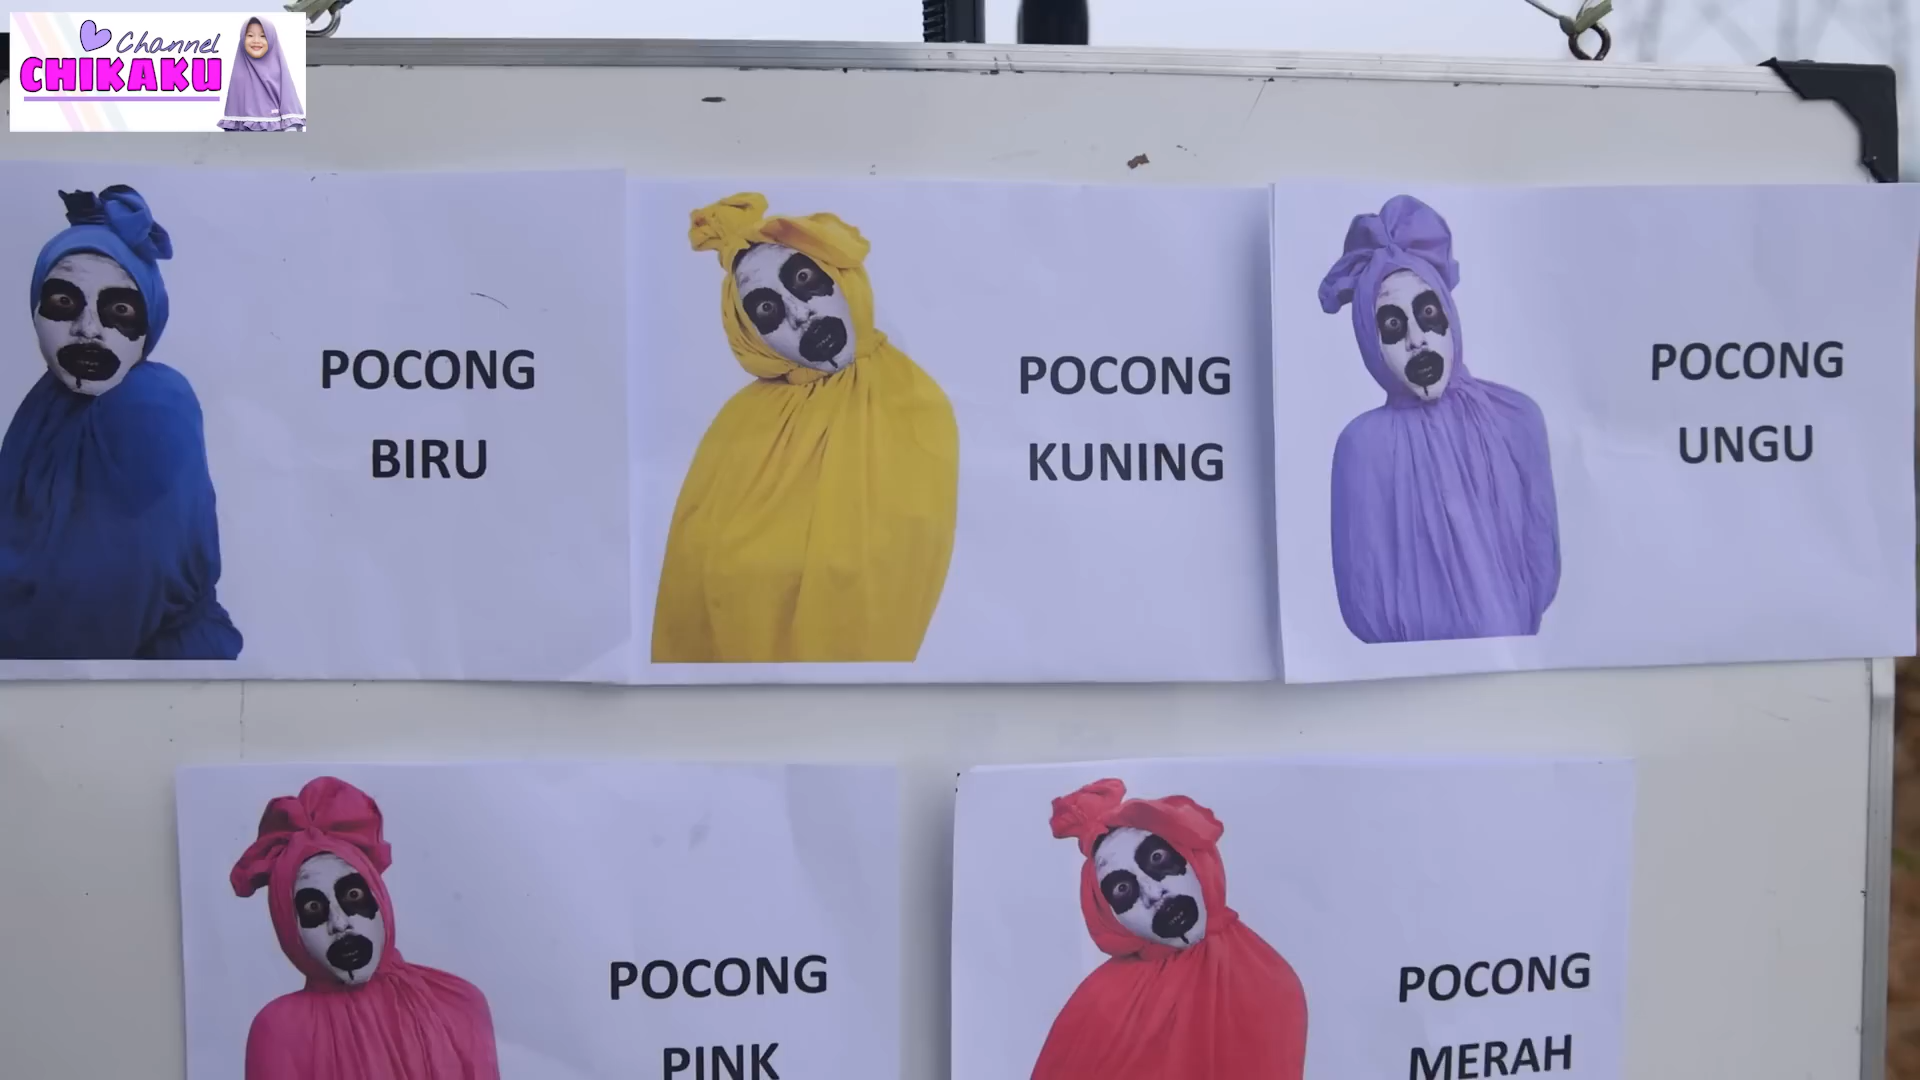 Channel
CHIKAKU
POCONG
BIRU
POCONG
KUNING
POCONG
UNGU
POCONG
PINK
POCONG
MERAH